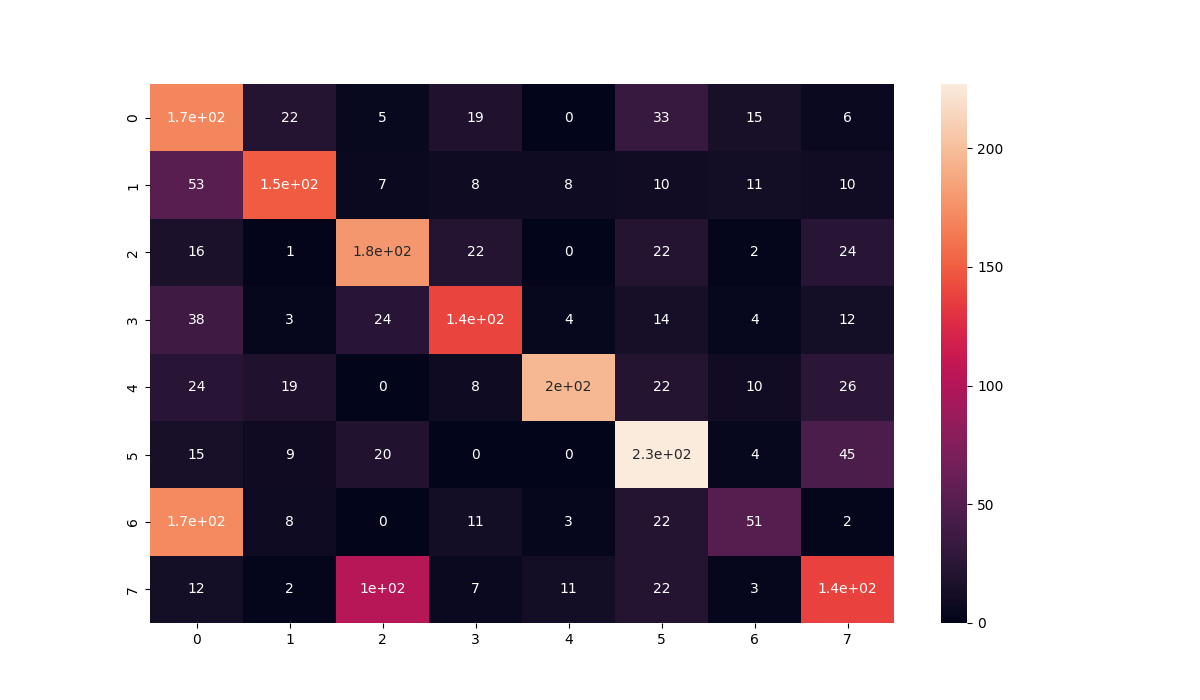 0 1.7e+02 22 5 19 0 33 15 6
1 53 1.5e+02 7 8 8 10 11 10
2 16 1 1.8e+02 22 0 22 2 24
3 38 3 24 1.4e+02 4 14 4 12
4 24 19 0 8 2e+02 22 10 26
5 15 9 20 0 0 2.3e+02 4 45
6 1.7e+02 8 0 11 3 22 51 2
7 12 2 1e+02 7 11 22 3 1.4e+02
0 1 2 3 4 5 6 7
200
150
100
50
0